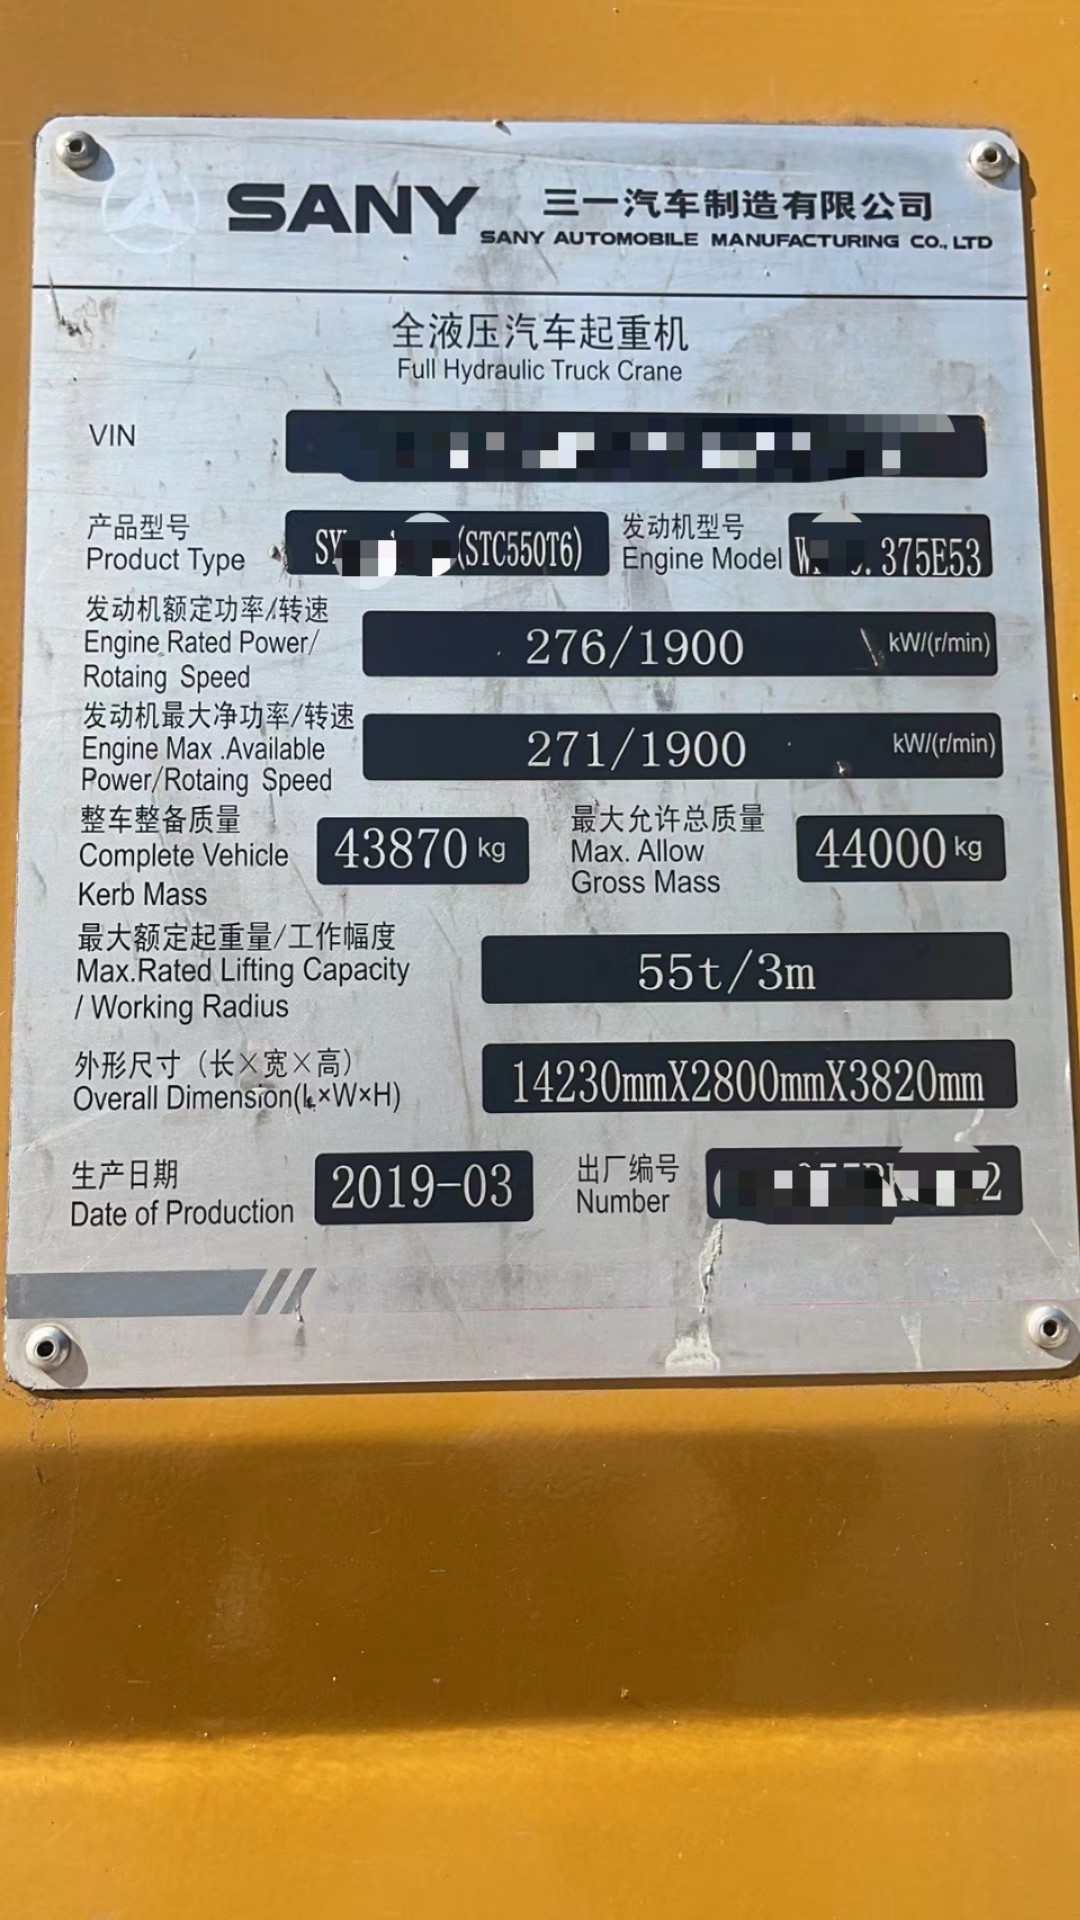 SANY 三一汽车制造有限公司
SANY AUTOMOBILE MANUFACTURING CO., LTD
全液压汽车起重机
Full Hydraulic Truck Crane
VIN
产品型号
Product Type
(STC550T6)
发动机型号
Engine Model
375E53
发动机额定功率/转速
Engine Rated Power/
Rotaing Speed
276/1900 kW/(r/min)
发动机最大净功率/转速
Engine Max .Available
Power/Rotaing Speed
271/1900 kW/(r/min)
整车整备质量
Complete Vehicle
Kerb Mass
43870 kg
最大允许总质量
Max. Allow
Gross Mass
44000 kg
最大额定起重量/工作幅度
Max.Rated Lifting Capacity
/ Working Radius
55t/3m
外形尺寸（长×宽×高）
Overall Dimension(L×W×H)
14230mmX2800mmX3820mm
生产日期
Date of Production
2019-03
出厂编号
Number